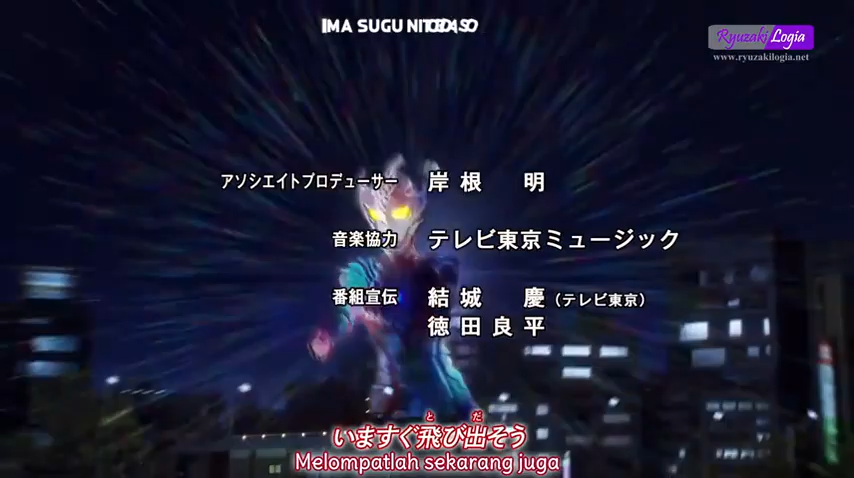 IMA SUGU NI
Ryuzaki Logia
www.ryuzakilogia.net
アソシエイトプロデューサー 岸根 明
音楽協力 テレビ東京ミュージック
番組宣伝 結城 慶（テレビ東京）
徳田良平
と だ
いますぐ飛び出そう
Melompatlah sekarang juga